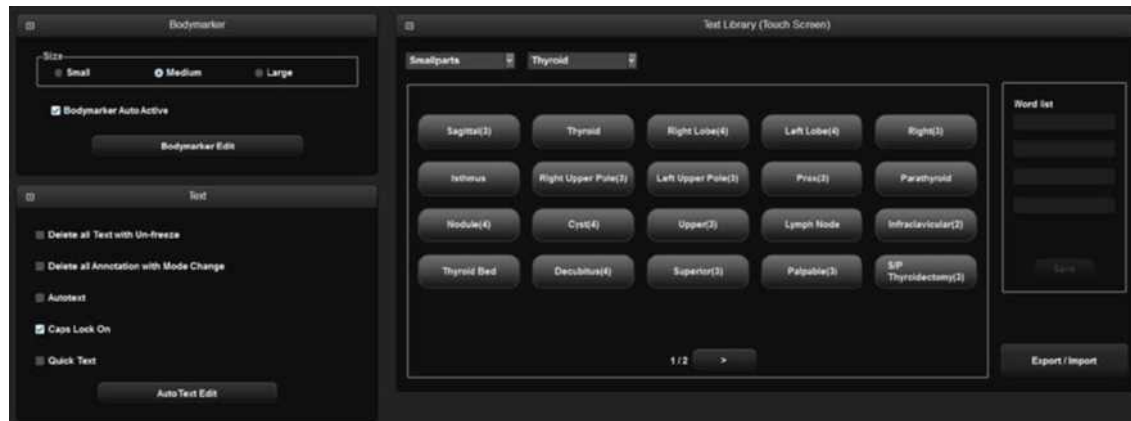 Bodymarker
Size
Small Medium Large
Bodymarker Auto Active
Bodymarker Edit
Text
Delete all Text with Un-freeze
Delete all Annotation with Mode Change
Autotext
Caps Lock On
Quick Text
Auto Text Edit
Text Library (Touch Screen)
Smallparts Thyroid
Sagittal(2) Thyroid Right Lobe(4) Left Lobe(4) Right(3)
Isthmus Right Upper Pole(3) Left Upper Pole(3) Prox(3) Parathyroid
Nodule(4) Cyst(4) Upper(3) Lymph Node Infraclavicular(2)
Thyroid Bed Decubitus(4) Superior(3) Palpable(3) S/P
Thyroidectomy(3)
1 / 2 >
Word list
Save
Export / Import